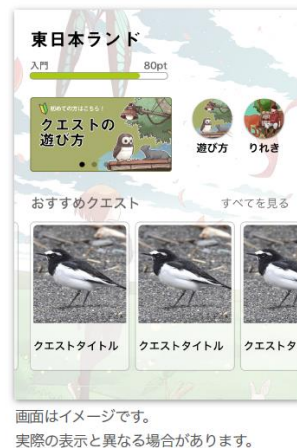 東日本ランド
入門 80pt
初めての方はこちら！
クエストの
遊び方
遊び方 りれき
おすすめクエスト すべてを見る
クエストタイトル クエストタイトル クエスタ
画面はイメージです。
実際の表示と異なる場合があります。